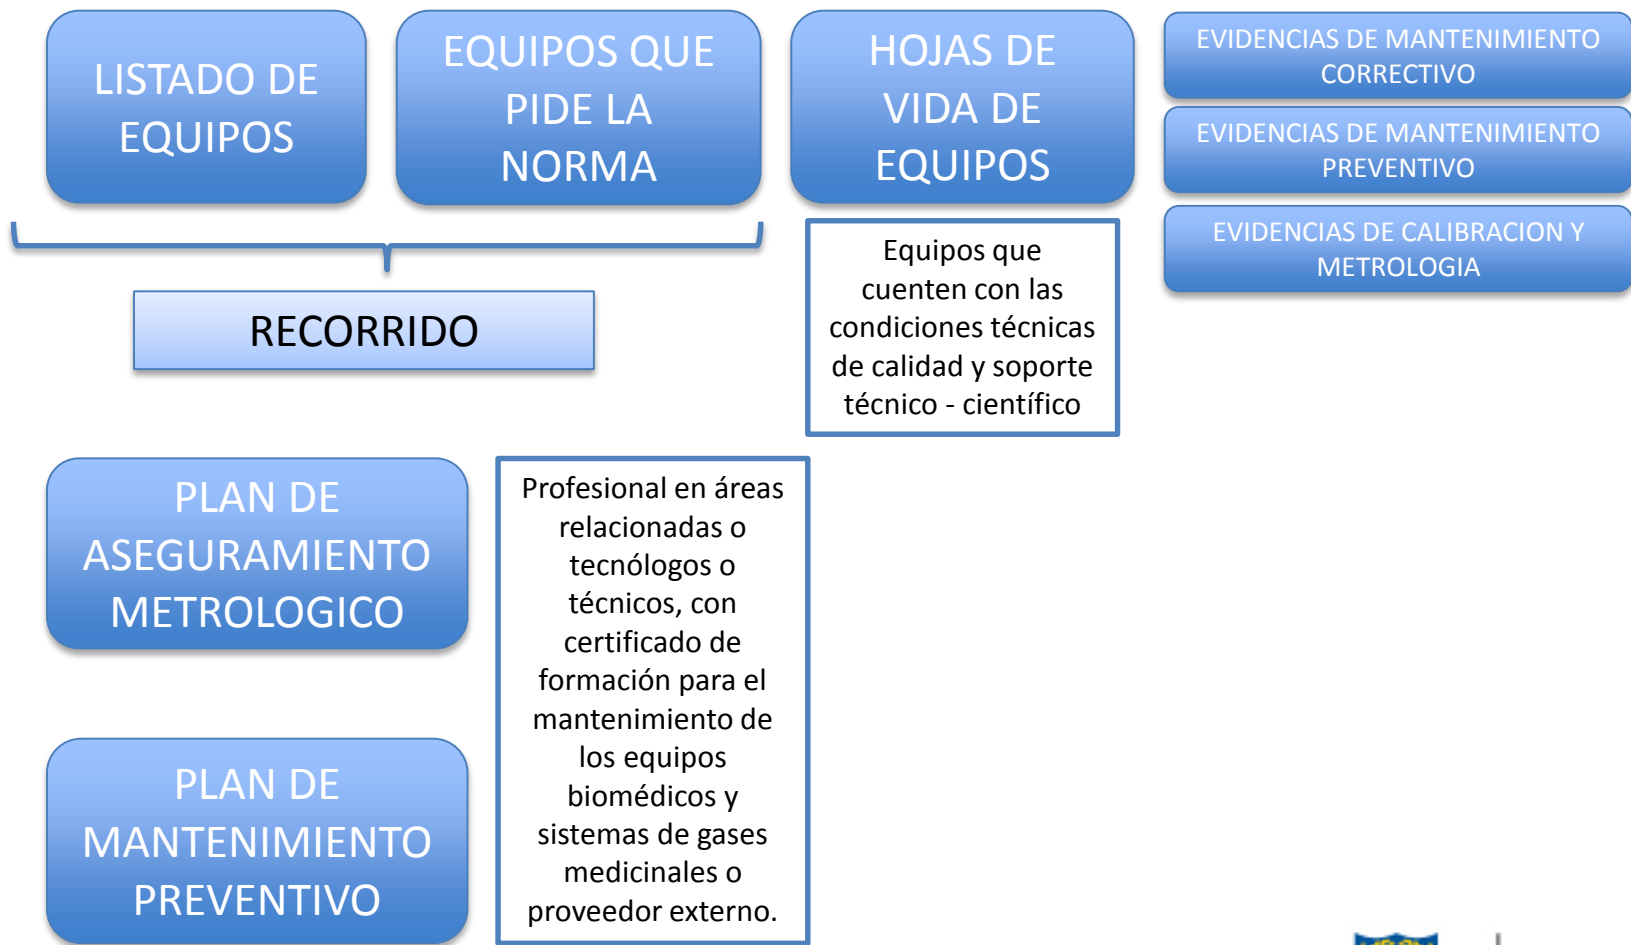 LISTADO DE
EQUIPOS
EQUIPOS QUE
PIDE LA
NORMA
HOJAS DE
VIDA DE
EQUIPOS
EVIDENCIAS DE MANTENIMIENTO
CORRECTIVO
EVIDENCIAS DE MANTENIMIENTO
PREVENTIVO
EVIDENCIAS DE CALIBRACION Y
METROLOGIA
RECORRIDO
Equipos que
cuenten con las
condiciones técnicas
de calidad y soporte
técnico - científico
PLAN DE
ASEGURAMIENTO
METROLOGICO
Profesional en áreas
relacionadas o
tecnólogos o
técnicos, con
certificado de
formación para el
mantenimiento de
los equipos
biomédicos y
sistemas de gases
medicinales o
proveedor externo.
PLAN DE
MANTENIMIENTO
PREVENTIVO